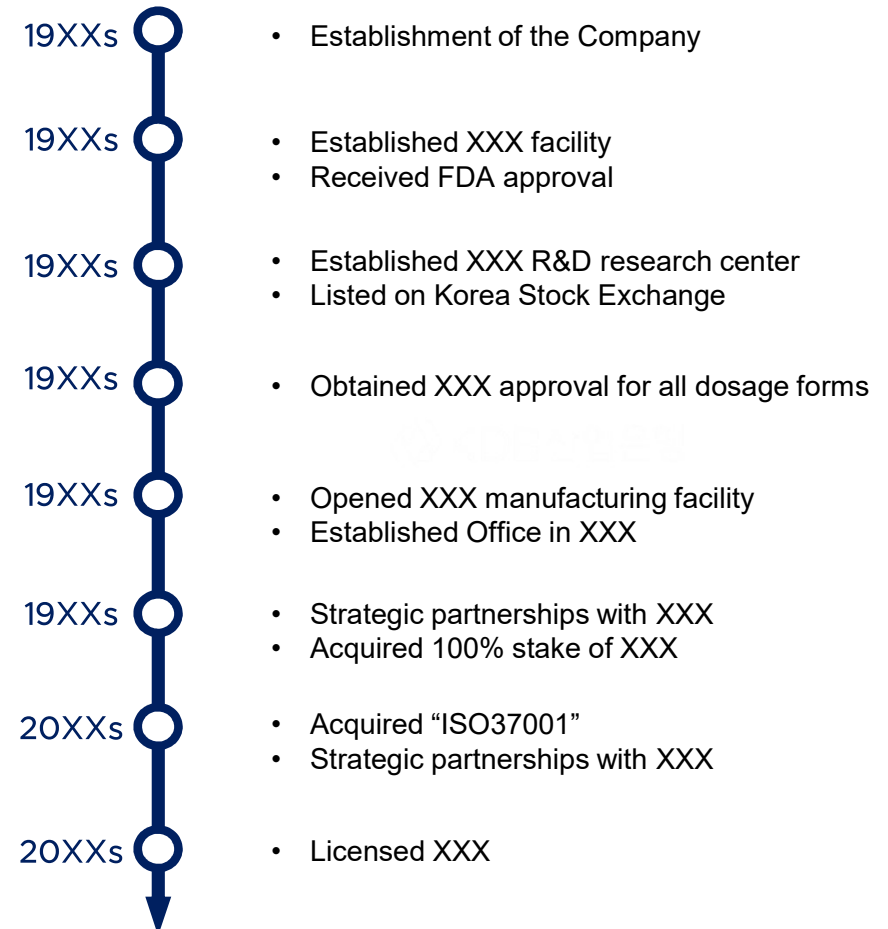 19XXs
• Establishment of the Company
19XXs
• Established XXX facility
• Received FDA approval
19XXs
• Established XXX R&D research center
• Listed on Korea Stock Exchange
19XXs
• Obtained XXX approval for all dosage forms
19XXs
• Opened XXX manufacturing facility
• Established Office in XXX
19XXs
• Strategic partnerships with XXX
• Acquired 100% stake of XXX
20XXs
• Acquired “ISO37001”
• Strategic partnerships with XXX
20XXs
• Licensed XXX